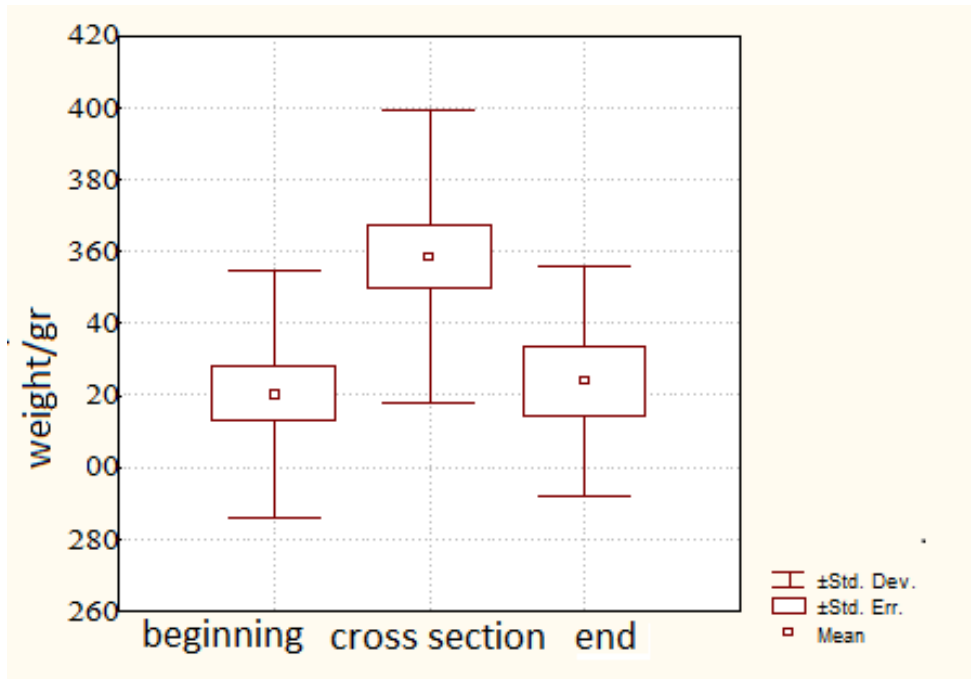 420
400
380
360
40
20
00
280
260
weight/gr
beginning
cross section
end
±Std. Dev.
±Std. Err.
Mean